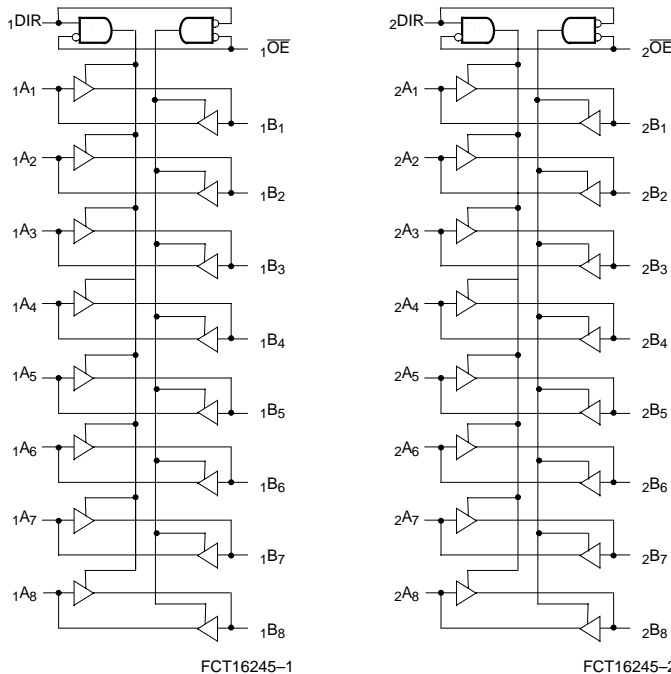 1DIR
1OE
1A1
1B1
1A2
1B2
1A3
1B3
1A4
1B4
1A5
1B5
1A6
1B6
1A7
1B7
1A8
1B8
FCT16245–1
2DIR
2OE
2A1
2B1
2A2
2B2
2A3
2B3
2A4
2B4
2A5
2B5
2A6
2B6
2A7
2B7
2A8
2B8
FCT16245–2